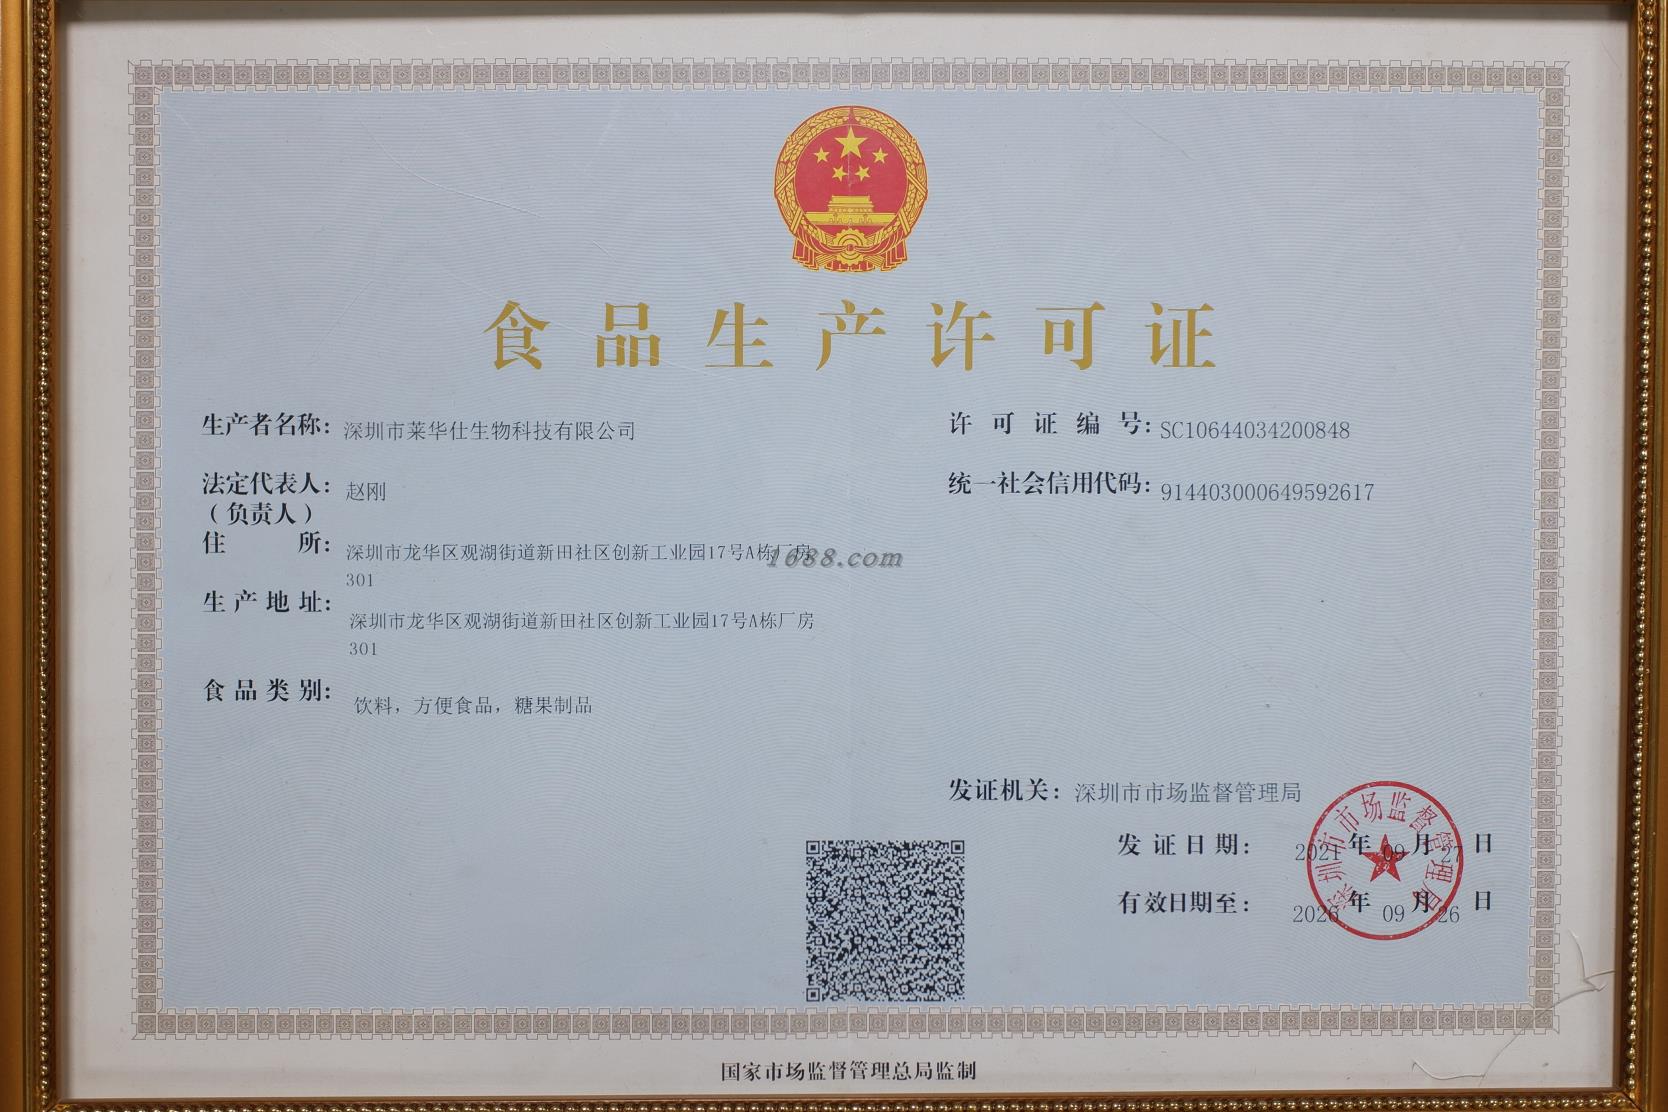 食品生产许可证
生产者名称：深圳市莱华仕生物科技有限公司
许可证编号：SC10644034200848
法定代表人：赵刚
（负责人）
统一社会信用代码：914403000649592617
住所：深圳市龙华区观湖街道新田社区创新工业园17号A栋厂房
301
1688.com
生产地址：深圳市龙华区观湖街道新田社区创新工业园17号A栋厂房
301
食品类别：饮料，方便食品，糖果制品
发证机关：深圳市市场监督管理局
深圳市市场监督管理局
发证日期：2021年09月27日
有效日期至：2026年09月26日
国家市场监督管理总局监制